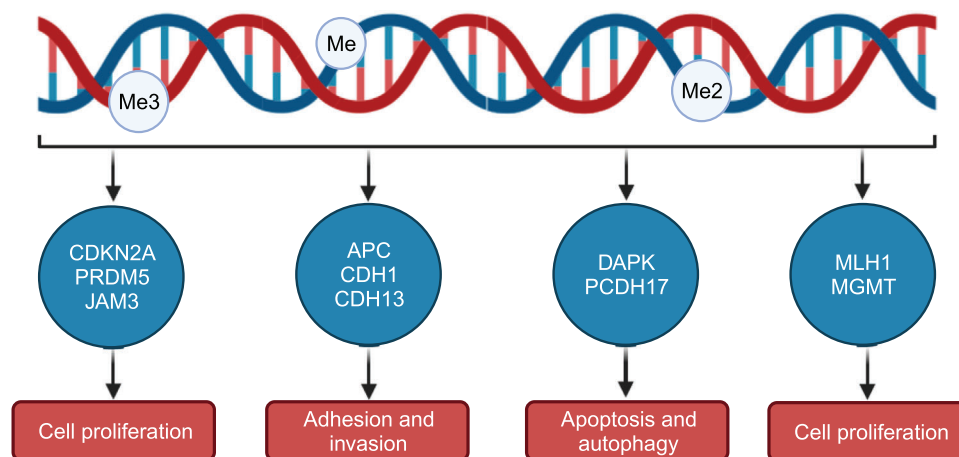 Me
Me3
Me2
CDKN2A
PRDM5
JAM3
APC
CDH1
CDH13
DAPK
PCDH17
MLH1
MGMT
Cell proliferation
Adhesion and
invasion
Apoptosis and
autophagy
Cell proliferation